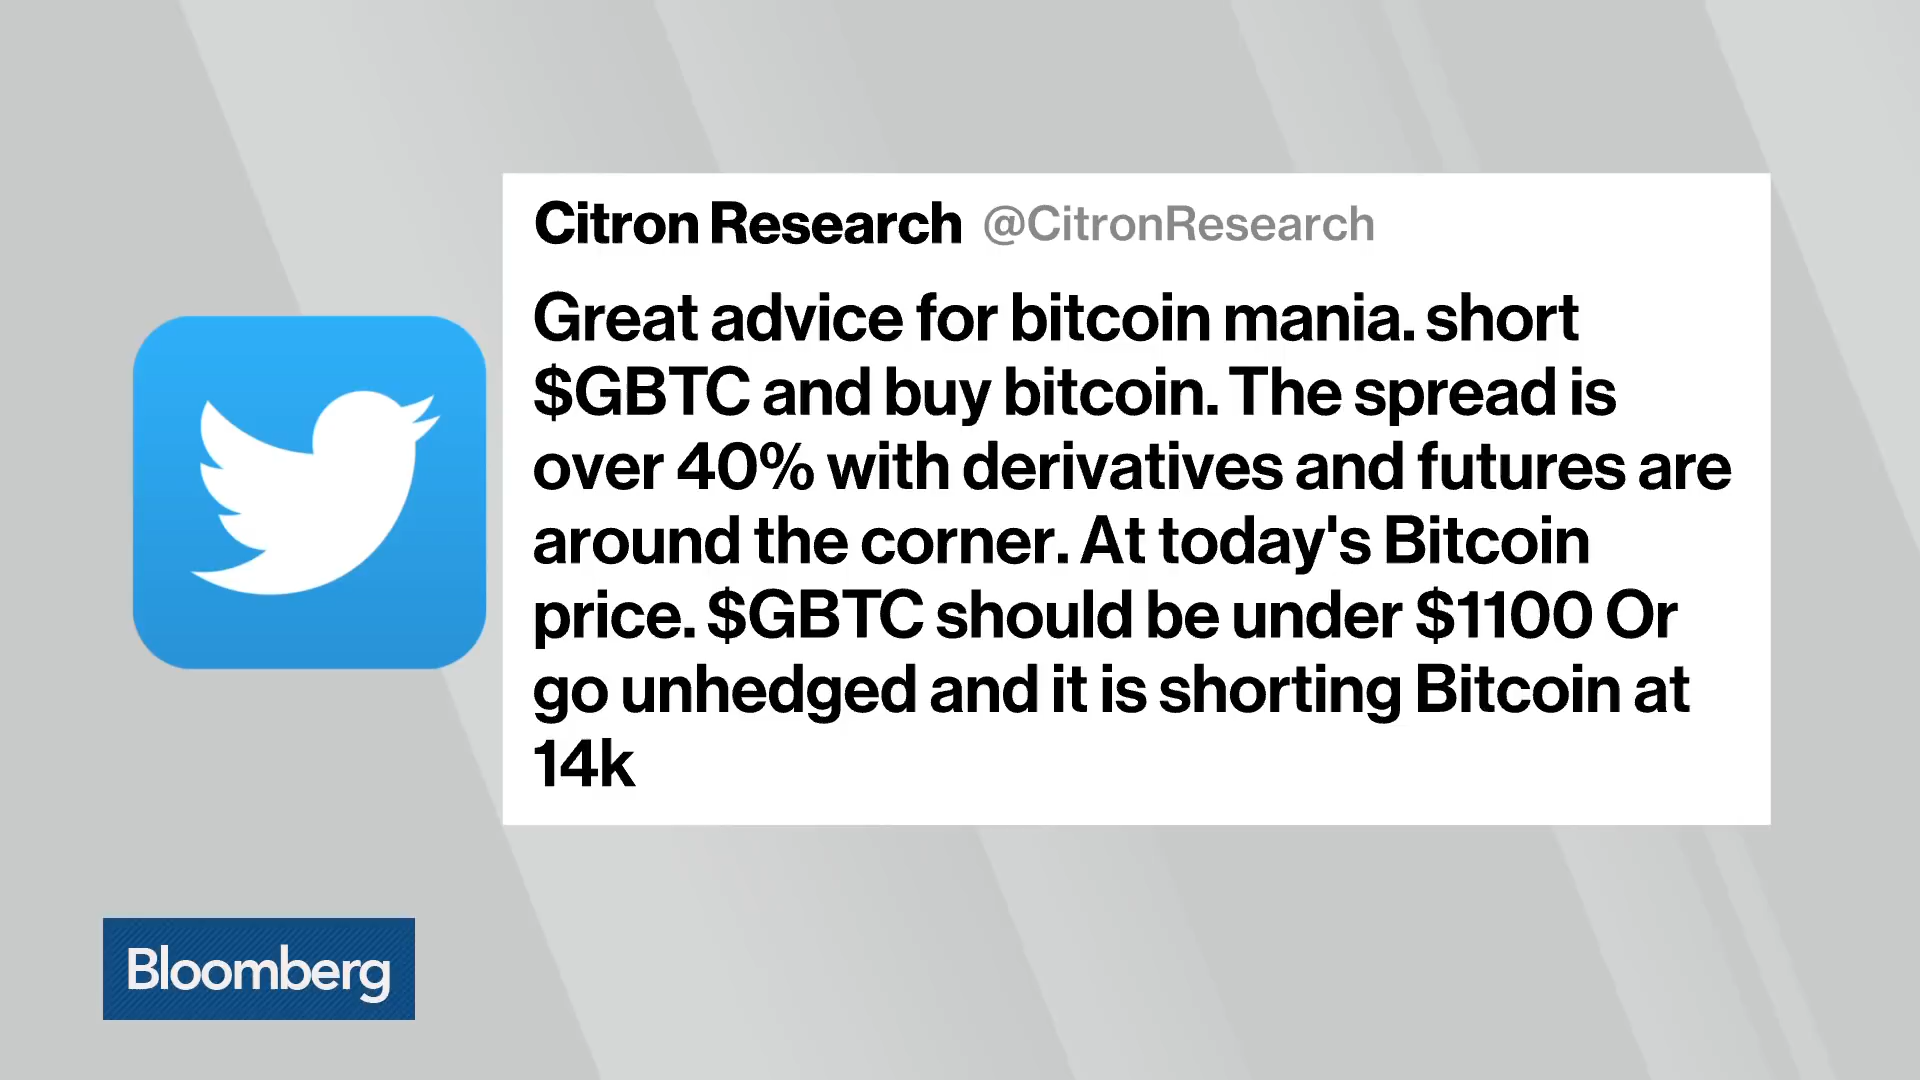 Citron Research @CitronResearch
Great advice for bitcoin mania. short
$GBTC and buy bitcoin. The spread is
over 40% with derivatives and futures are
around the corner. At today's Bitcoin
price. $GBTC should be under $1100 Or
go unhedged and it is shorting Bitcoin at
14k
Bloomberg